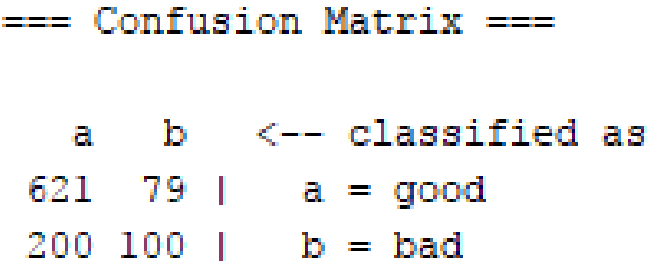 === Confusion Matrix ===
a b <-- classified as
621 79 | a = good
200 100 | b = bad